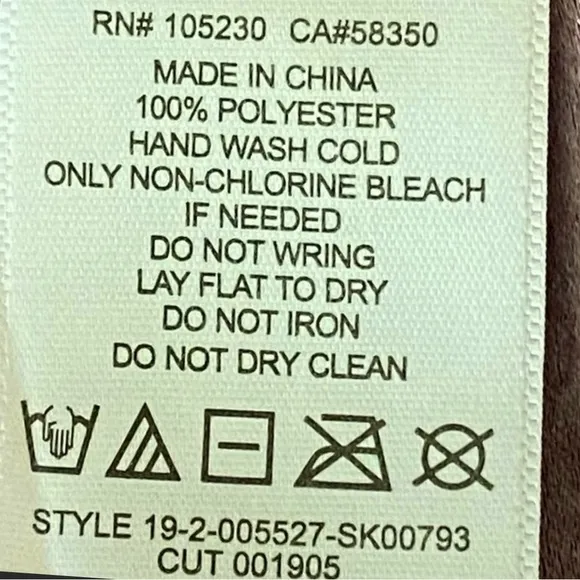 RN# 105230 CA#58350
MADE IN CHINA
100% POLYESTER
HAND WASH COLD
ONLY NON-CHLORINE BLEACH
IF NEEDED
DO NOT WRING
LAY FLAT TO DRY
DO NOT IRON
DO NOT DRY CLEAN
STYLE 19-2-005527-SK00793
CUT 001905